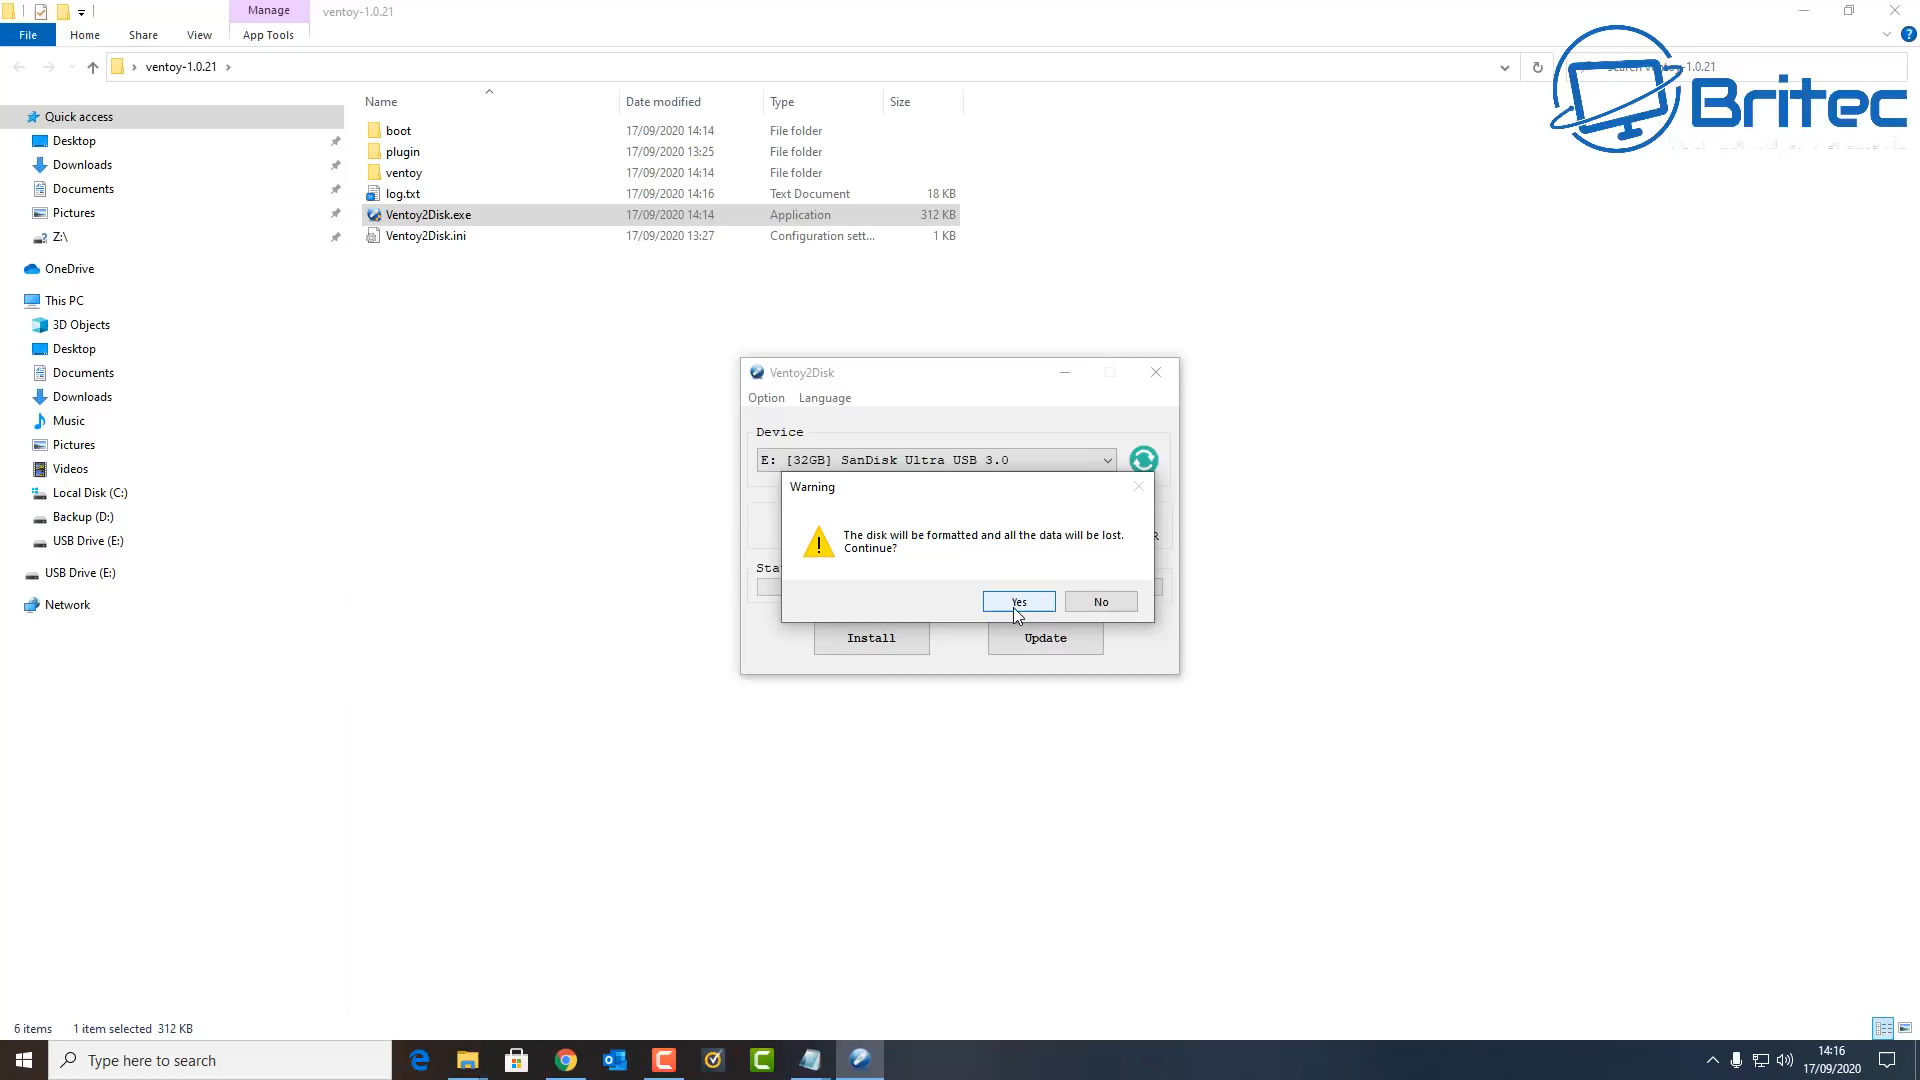 Manage
ventoy-1.0.21
File
Home
Share
View
App Tools
ventoy-1.0.21
Search ventoy-1.0.21
Britec
Name
Date modified
Type
Size
Quick access
Desktop
Downloads
Documents
Pictures
Z:\
OneDrive
This PC
3D Objects
Desktop
Documents
Downloads
Music
Pictures
Videos
Local Disk (C:)
Backup (D:)
USB Drive (E:)
USB Drive (E:)
Network
boot 17/09/2020 14:14 File folder
plugin 17/09/2020 13:25 File folder
ventoy 17/09/2020 14:14 File folder
log.txt 17/09/2020 14:16 Text Document 18 KB
Ventoy2Disk.exe 17/09/2020 14:14 Application 312 KB
Ventoy2Disk.ini 17/09/2020 13:27 Configuration sett... 1 KB
Ventoy2Disk
Option
Language
Device
E: [32GB] SanDisk Ultra USB 3.0
Warning
The disk will be formatted and all the data will be lost.
Continue?
Yes
No
Sta
Install
Update
6 items
1 item selected 312 KB
Type here to search
14:16
17/09/2020